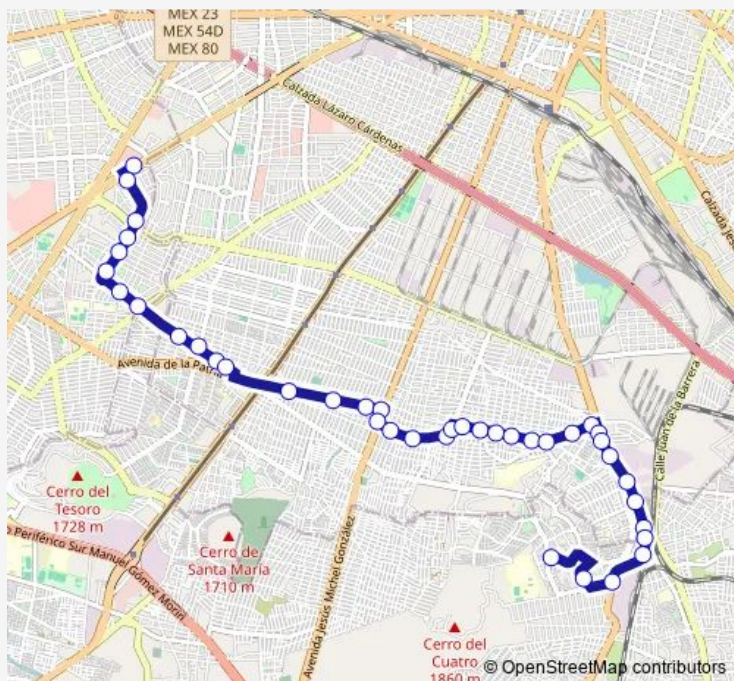 MEX 23
MEX 54D
MEX 80
Calzada Lázaro Cárdenas
Calzada Jes
Avenida de la Patria
Calle Juan de la Barrera
Cerro del
Tesoro
1728 m
Cerro de
Santa María
1710 m
o Periférico Sur Manuel Gómez Morín
Avenida Jesús Michel González
Cerro del
Cuatro
1860 m
© OpenStreetMap contributors